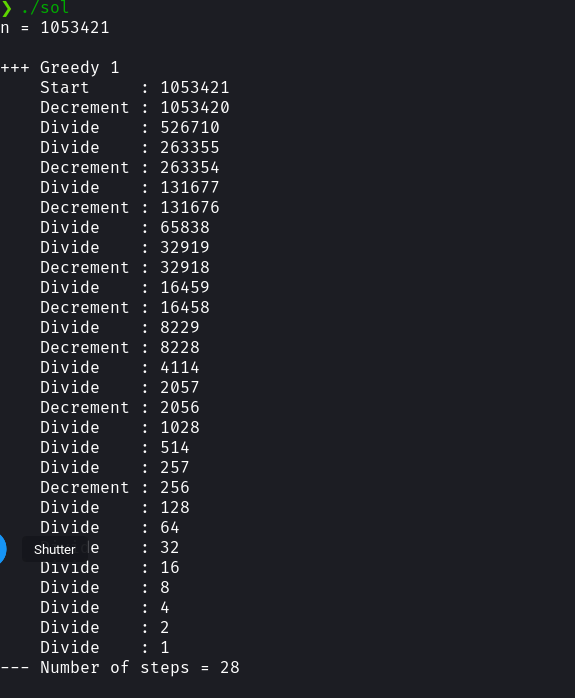 ❯ ./sol
n = 1053421
+++ Greedy 1
Start : 1053421
Decrement : 1053420
Divide : 526710
Divide : 263355
Decrement : 263354
Divide : 131677
Decrement : 131676
Divide : 65838
Divide : 32919
Decrement : 32918
Divide : 16459
Decrement : 16458
Divide : 8229
Decrement : 8228
Divide : 4114
Divide : 2057
Decrement : 2056
Divide : 1028
Divide : 514
Divide : 257
Decrement : 256
Divide : 128
Divide : 64
Shutter : 32
Divide : 16
Divide : 8
Divide : 4
Divide : 2
Divide : 1
--- Number of steps = 28